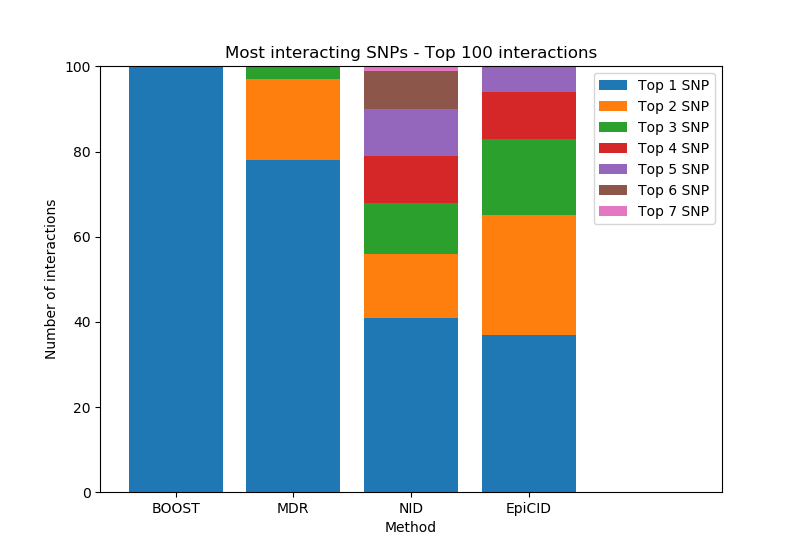 Most interacting SNPs - Top 100 interactions
100
80
60
40
20
0
Number of interactions
BOOST
MDR
NID
EpiCID
Method
Top 1 SNP
Top 2 SNP
Top 3 SNP
Top 4 SNP
Top 5 SNP
Top 6 SNP
Top 7 SNP